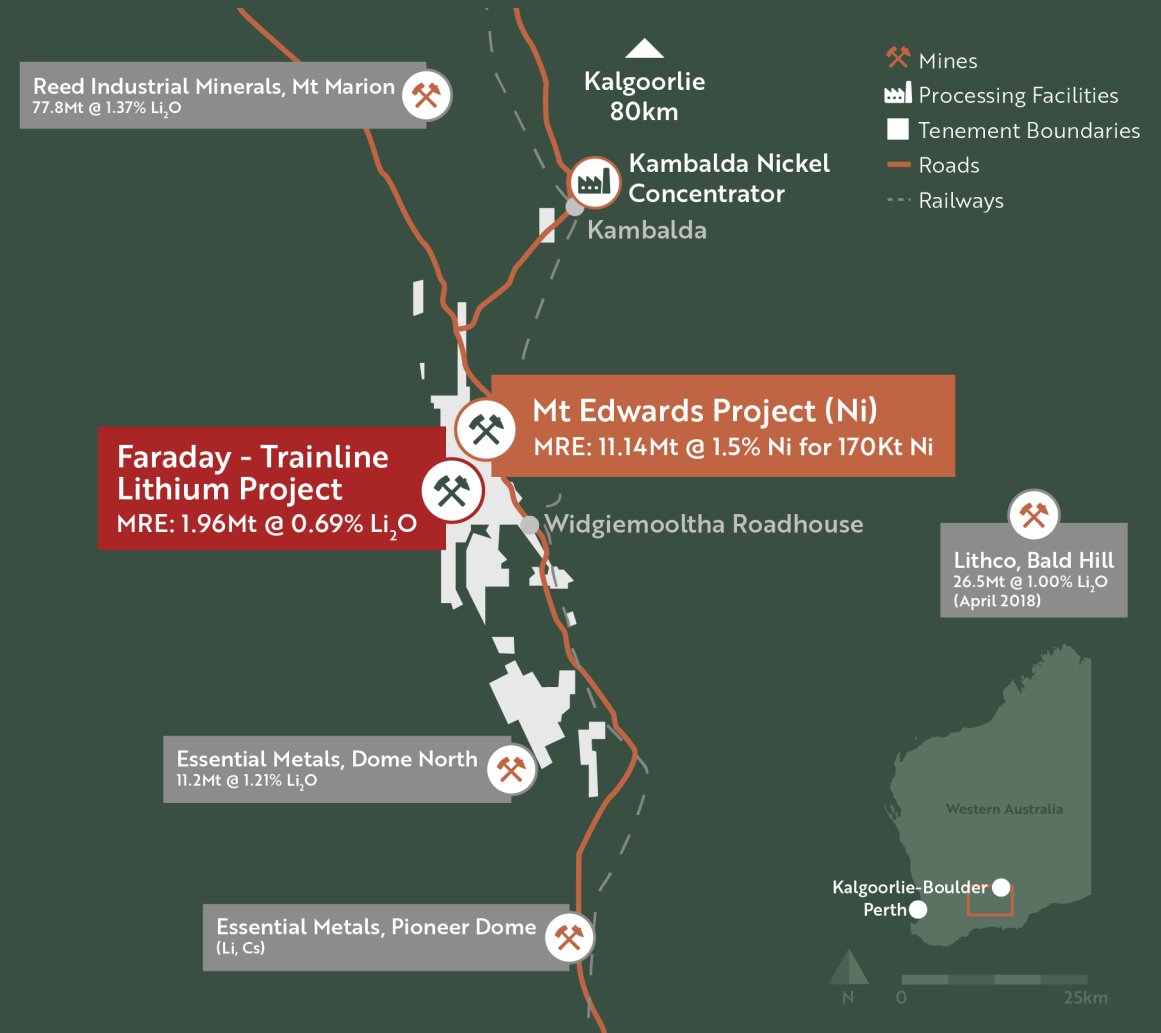 Reed Industrial Minerals, Mt Marion
77.8Mt @ 1.37% Li₂O
Kalgoorlie
80km
Mines
Processing Facilities
Tenement Boundaries
Roads
Railways
Kambalda Nickel
Concentrator
Kambalda
Mt Edwards Project (Ni)
MRE: 11.14Mt @ 1.5% Ni for 170Kt Ni
Faraday - Trainline
Lithium Project
MRE: 1.96Mt @ 0.69% Li₂O
Widgiemooltha Roadhouse
Lithco, Bald Hill
26.5Mt @ 1.00% Li₂O
(April 2018)
Essential Metals, Dome North
11.2Mt @ 1.21% Li₂O
Western Australia
Kalgoorlie-Boulder
Perth
Essential Metals, Pioneer Dome
(Li, Cs)
N
0
25km